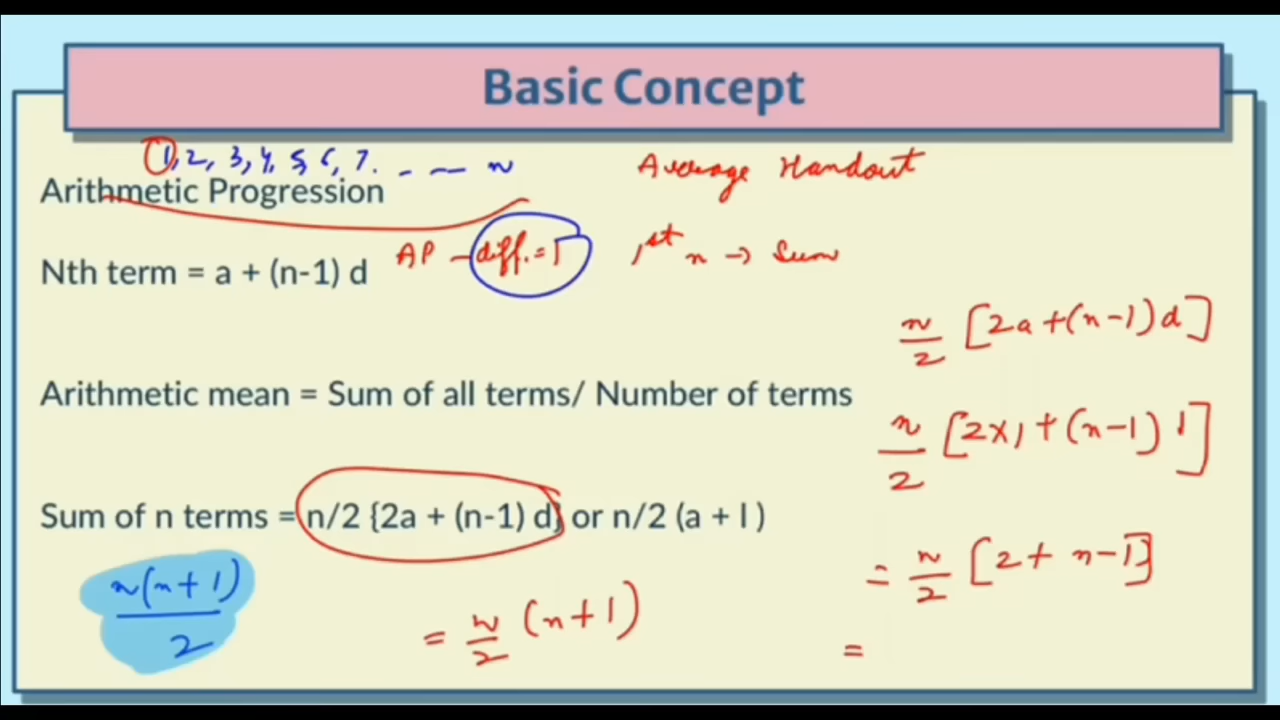 Basic Concept
1, 2, 3, 4, 5, 6, 7. - -- n
Average Handout
Arithmetic Progression
AP - diff. = 1
1st n → Sum
Nth term = a + (n-1) d
n/2 [2a + (n-1) d]
Arithmetic mean = Sum of all terms/ Number of terms
n/2 [2×1 + (n-1) 1]
Sum of n terms = n/2 {2a + (n-1) d} or n/2 (a + l )
= n/2 [2 + n-1]
n(n+1)/2
= n/2 (n+1)
=